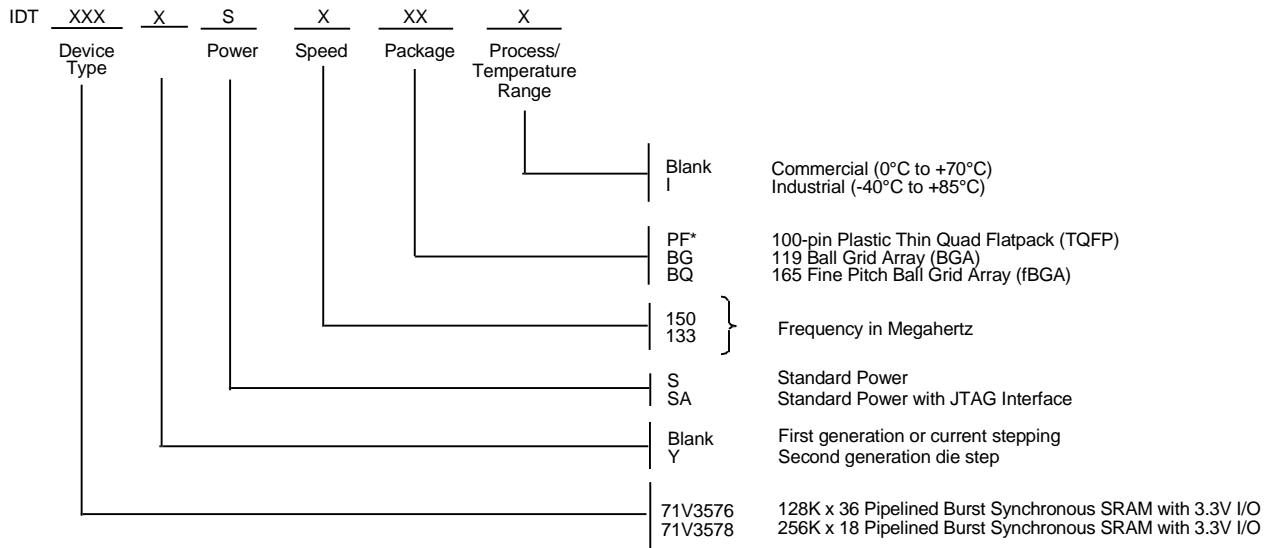 IDT XXX X S X XX X
Device Type
Power
Speed
Package
Process/
Temperature
Range
Blank Commercial (0°C to +70°C)
I Industrial (-40°C to +85°C)
PF* 100-pin Plastic Thin Quad Flatpack (TQFP)
BG 119 Ball Grid Array (BGA)
BQ 165 Fine Pitch Ball Grid Array (fBGA)
150
133
Frequency in Megahertz
S Standard Power
SA Standard Power with JTAG Interface
Blank First generation or current stepping
Y Second generation die step
71V3576 128K x 36 Pipelined Burst Synchronous SRAM with 3.3V I/O
71V3578 256K x 18 Pipelined Burst Synchronous SRAM with 3.3V I/O